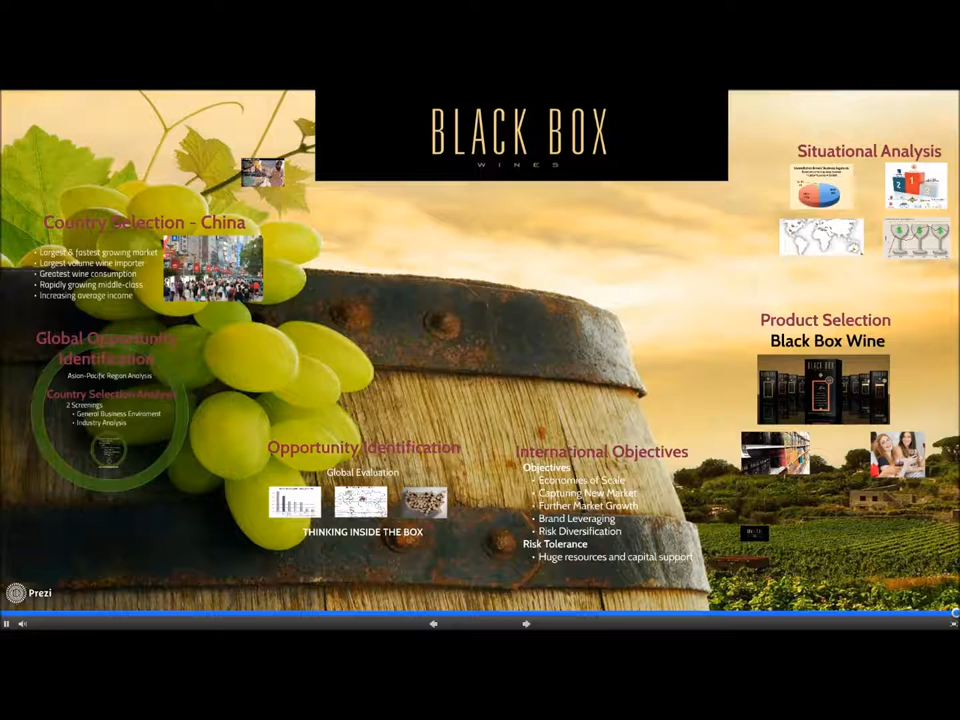 BLACK BOX
WINES
Situational Analysis
Country Selection - China
• Largest & fastest growing market
• Largest volume wine importer
• Greatest wine consumption
• Rapidly growing middle-class
• Increasing average income
Product Selection
Black Box Wine
Global Opportunity
Identification
Asian-Pacific Region Analysis
Country Selection Analysis
2 Screenings
• General Business Enviroment
• Industry Analysis
Opportunity Identification
Global Evaluation
THINKING INSIDE THE BOX
International Objectives
Objectives
• Economies of Scale
• Capturing New Market
• Further Market Growth
• Brand Leveraging
• Risk Diversification
Risk Tolerance
• Huge resources and capital support
Prezi